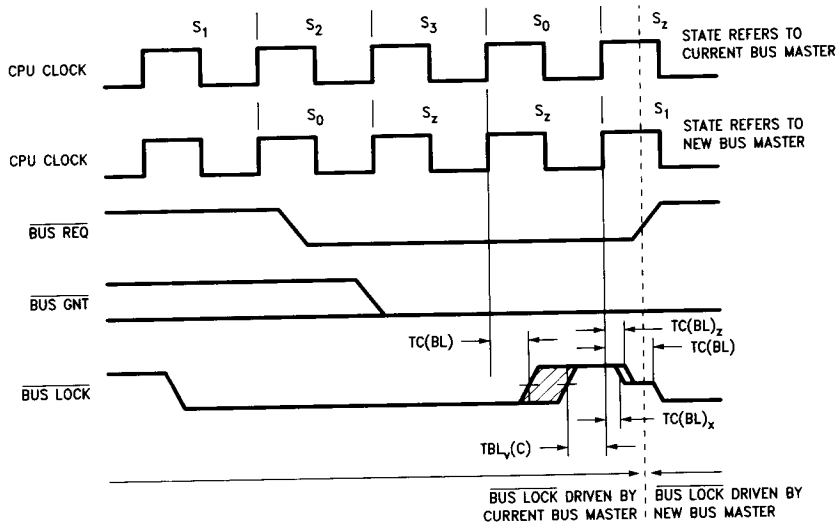 S1 S2 S3 S0 Sz
STATE REFERS TO
CURRENT BUS MASTER
CPU CLOCK
S0 Sz Sz S1
STATE REFERS TO
NEW BUS MASTER
CPU CLOCK
BUS REQ
BUS GNT
TC(BL)
TC(BL)z
TC(BL)
BUS LOCK
TC(BL)x
TBLv(C)
BUS LOCK DRIVEN BY
CURRENT BUS MASTER
BUS LOCK DRIVEN BY
NEW BUS MASTER